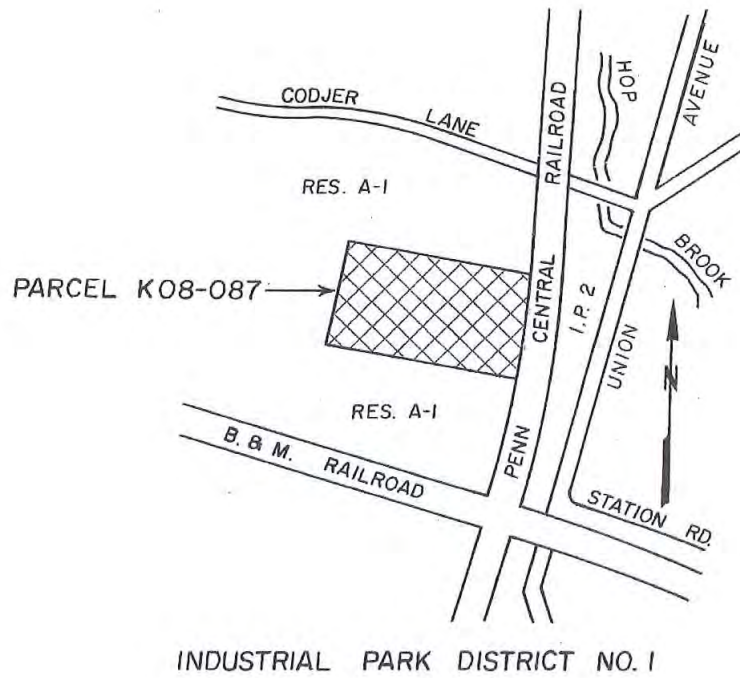 CODJER LANE
PENN CENTRAL RAILROAD
HOP BROOK
UNION AVENUE
RES. A-1
PARCEL K08-087
I.P. 2
N
RES. A-1
B. & M. RAILROAD
STATION RD.
INDUSTRIAL PARK DISTRICT NO. 1